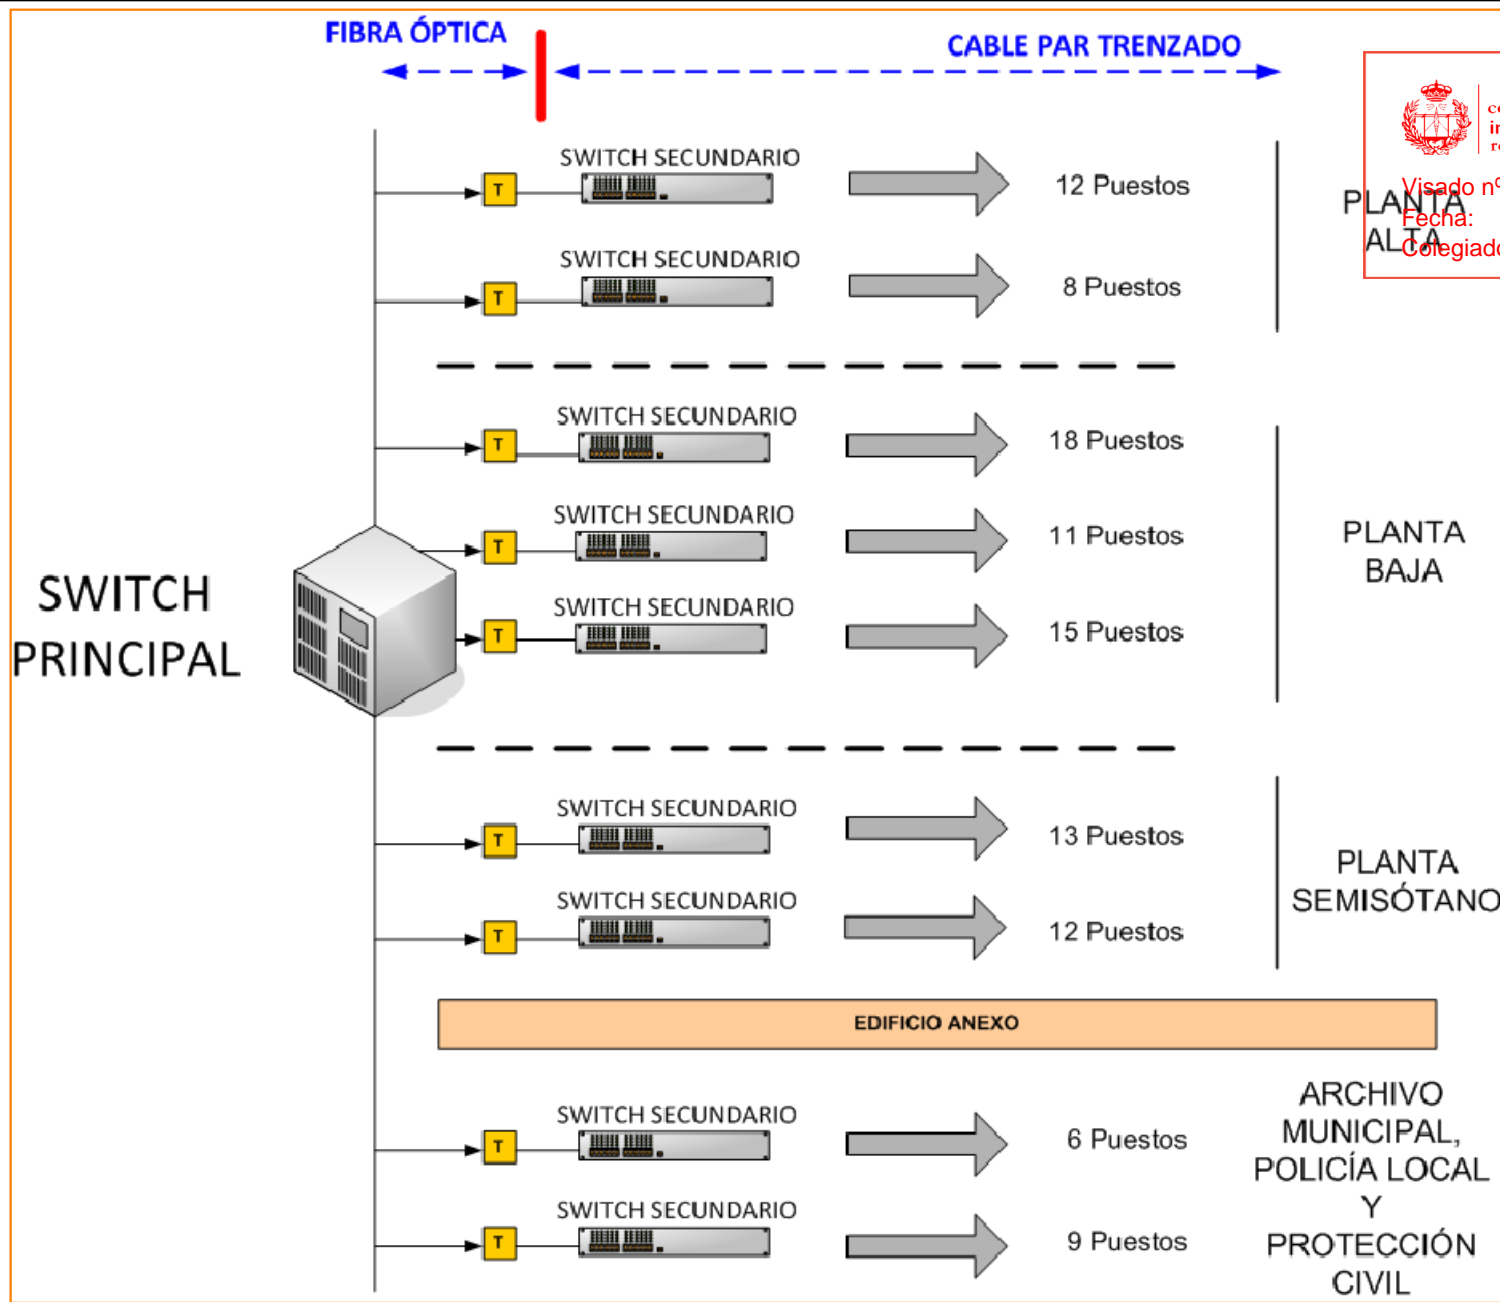 FIBRA ÓPTICA
CABLE PAR TRENZADO
Visado nº
Fecha:
Colegiado
SWITCH SECUNDARIO
T
12 Puestos
PLANTA
ALTA
SWITCH SECUNDARIO
T
8 Puestos
SWITCH SECUNDARIO
T
18 Puestos
SWITCH SECUNDARIO
T
11 Puestos
PLANTA
BAJA
SWITCH
PRINCIPAL
SWITCH SECUNDARIO
T
15 Puestos
SWITCH SECUNDARIO
T
13 Puestos
PLANTA
SEMISÓTANO
SWITCH SECUNDARIO
T
12 Puestos
EDIFICIO ANEXO
SWITCH SECUNDARIO
T
6 Puestos
ARCHIVO
MUNICIPAL,
POLICÍA LOCAL
Y
PROTECCIÓN
CIVIL
SWITCH SECUNDARIO
T
9 Puestos